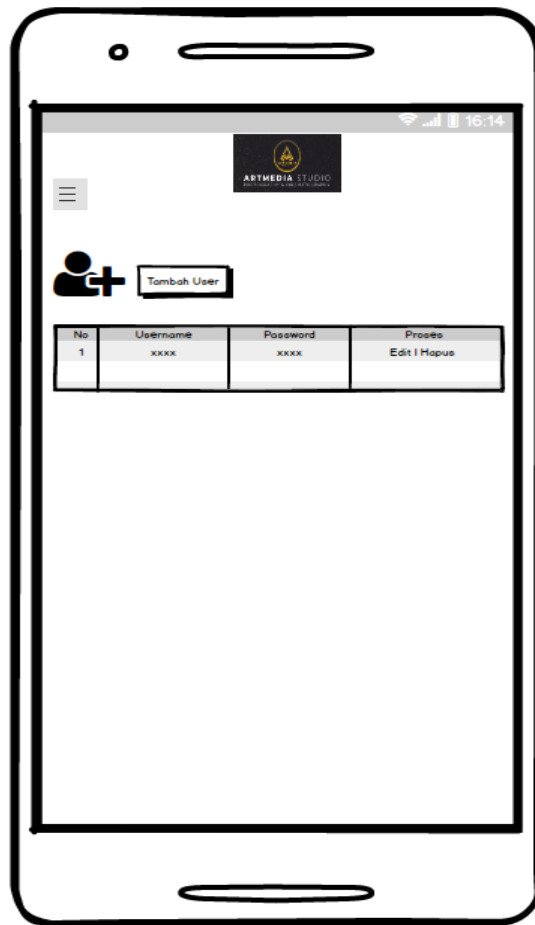 16:14
ARTMEDIA STUDIO
Tambah User
No Username Password Proses
1 xxxx xxxx Edit | Hapus